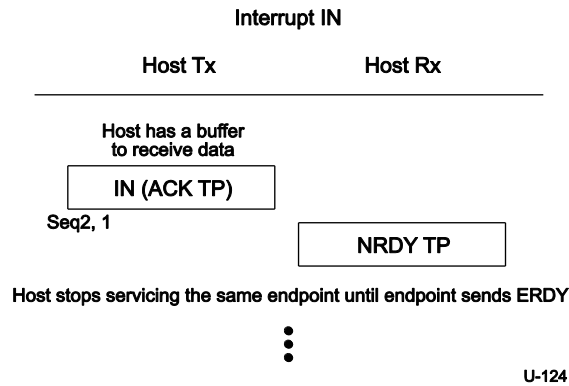 Interrupt IN
Host Tx
Host Rx
Host has a buffer
to receive data
IN (ACK TP)
Seq2, 1
NRDY TP
Host stops servicing the same endpoint until endpoint sends ERDY
U-124